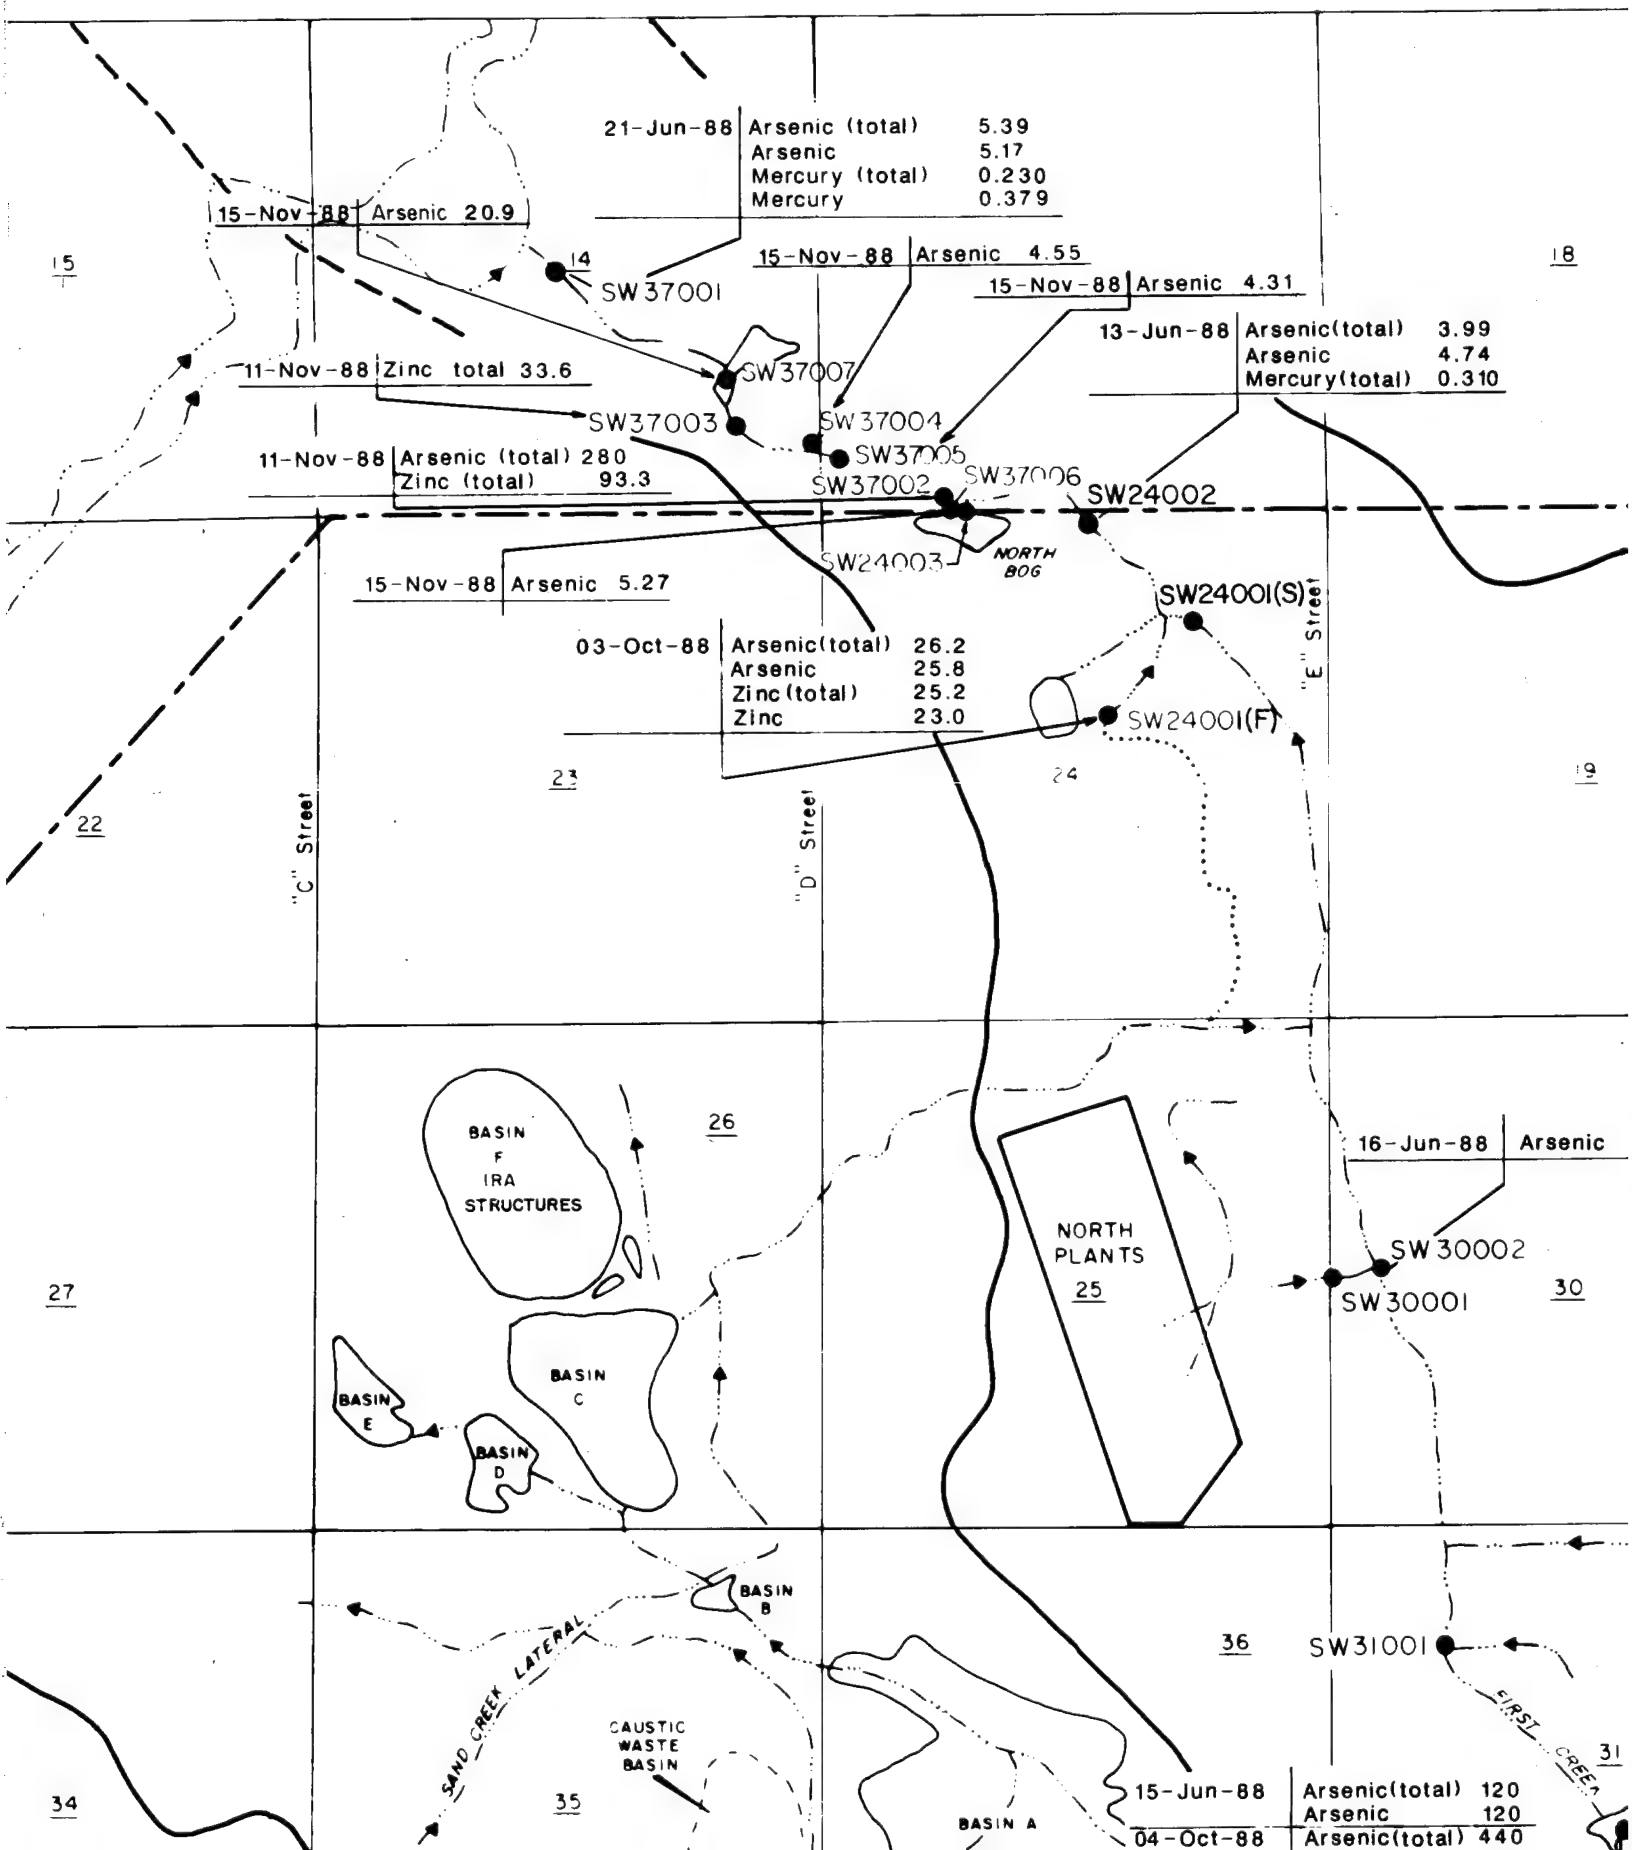 21-Jun-88 Arsenic (total) 5.39
Arsenic 5.17
Mercury (total) 0.230
Mercury 0.379
15-Nov-88 Arsenic 20.9
15-Nov-88 Arsenic 4.55
15
14
18
SW37001
15-Nov-88 Arsenic 4.31
13-Jun-88 Arsenic(total) 3.99
Arsenic 4.74
Mercury(total) 0.310
11-Nov-88 Zinc total 33.6
SW37007
SW37003
SW37004
SW37005
11-Nov-88 Arsenic (total) 280
Zinc (total) 93.3
SW37002
SW37006
SW24002
SW24003
NORTH
BOG
15-Nov-88 Arsenic 5.27
SW24001(S)
"E" Street
03-Oct-88 Arsenic(total) 26.2
Arsenic 25.8
Zinc(total) 25.2
Zinc 23.0
SW24001(F)
22
23
24
19
"C" Street
"D" Street
BASIN
F
IRA
STRUCTURES
26
16-Jun-88 Arsenic
NORTH
PLANTS
25
SW30002
SW30001
27
30
BASIN
C
BASIN
E
BASIN
D
BASIN
B
SAND CREEK LATERAL
36
SW31001
FIRST CREEK
31
CAUSTIC
WASTE
BASIN
34
35
BASIN A
15-Jun-88 Arsenic(total) 120
Arsenic 120
04-Oct-88 Arsenic(total) 440